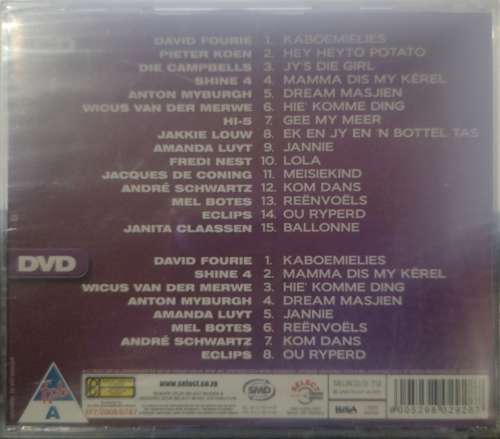 DAVID FOURIE 1. KABOEMIELIES
PIETER KOEN 2. HEY HEYTO POTATO
DIE CAMPBELLS 3. JY'S DIE GIRL
SHINE 4 4. MAMMA DIS MY KÊREL
ANTON MYBURGH 5. DREAM MASJIEN
WICUS VAN DER MERWE 6. HIE' KOMME DING
HI-5 7. GEE MY MEER
JAKKIE LOUW 8. EK EN JY EN 'N BOTTEL TAS
AMANDA LUYT 9. JANNIE
FREDI NEST 10. LOLA
JACQUES DE CONING 11. MEISIEKIND
ANDRÉ SCHWARTZ 12. KOM DANS
MEL BOTES 13. REËNVOËLS
ECLIPS 14. OU RYPERD
JANITA CLAASSEN 15. BALLONNE
DVD
DAVID FOURIE 1. KABOEMIELIES
SHINE 4 2. MAMMA DIS MY KÊREL
WICUS VAN DER MERWE 3. HIE' KOMME DING
ANTON MYBURGH 4. DREAM MASJIEN
AMANDA LUYT 5. JANNIE
MEL BOTES 6. REËNVOËLS
ANDRÉ SCHWARTZ 7. KOM DANS
ECLIPS 8. OU RYPERD
A
www.select.co.za
SMD
SELECT